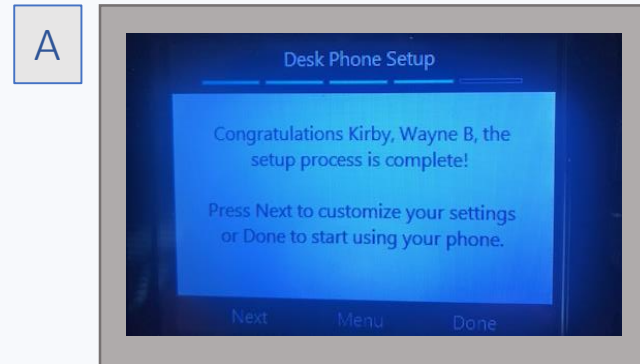 A
Desk Phone Setup
Congratulations Kirby, Wayne B, the
setup process is complete!
Press Next to customize your settings
or Done to start using your phone.
Next Menu Done